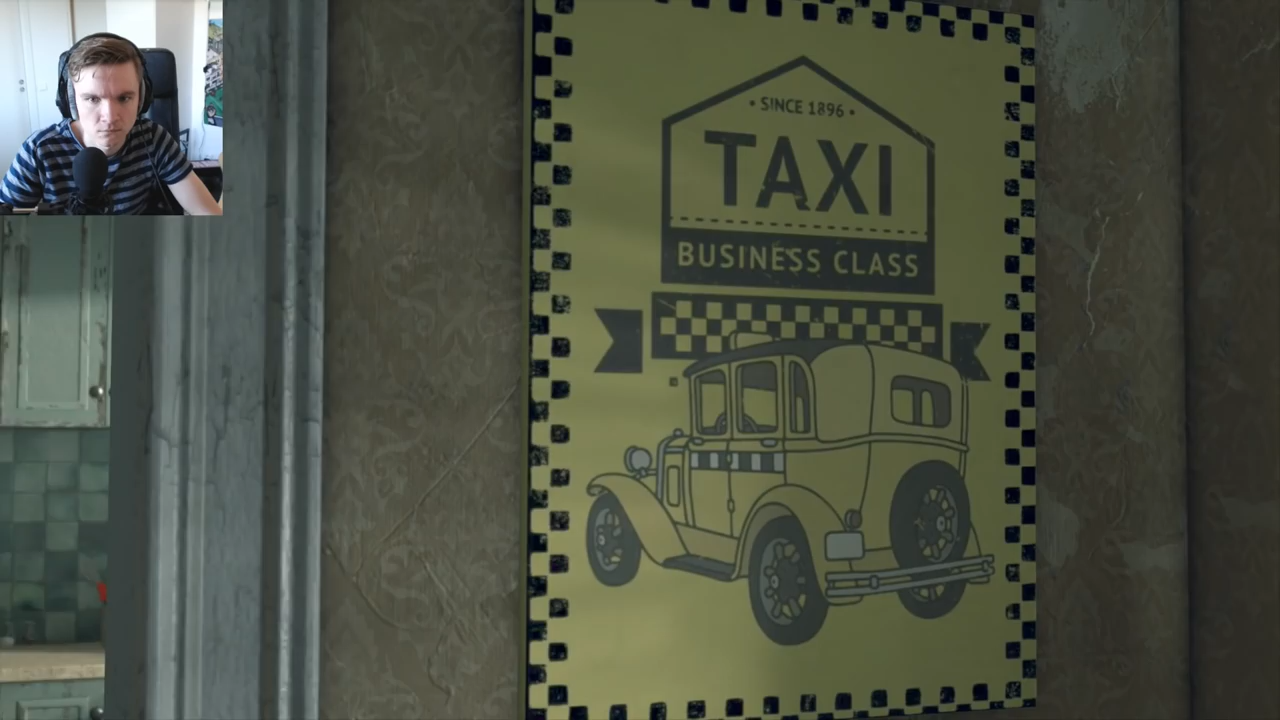 • SINCE 1896 •
TAXI
BUSINESS CLASS